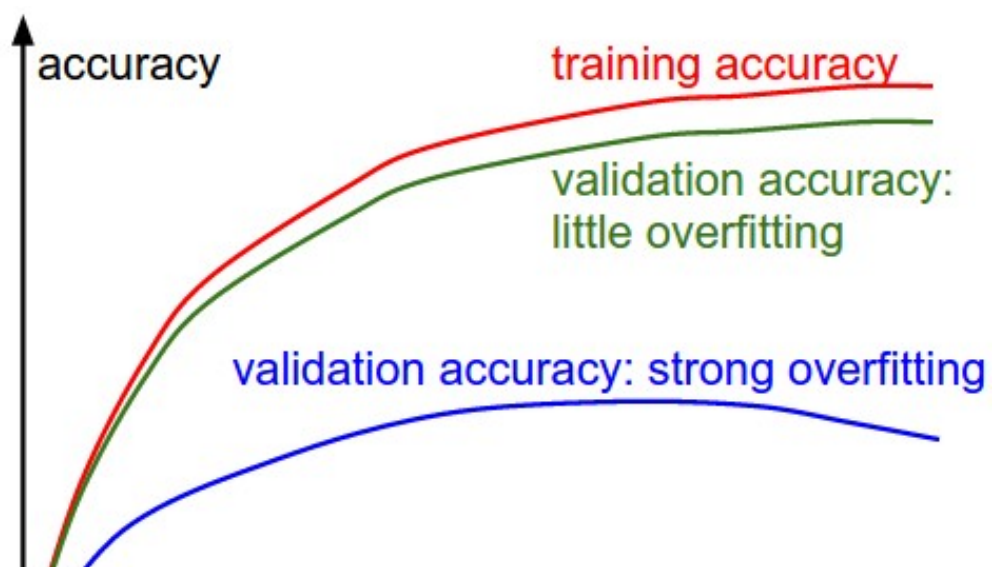 accuracy
training accuracy
validation accuracy:
little overfitting
validation accuracy: strong overfitting